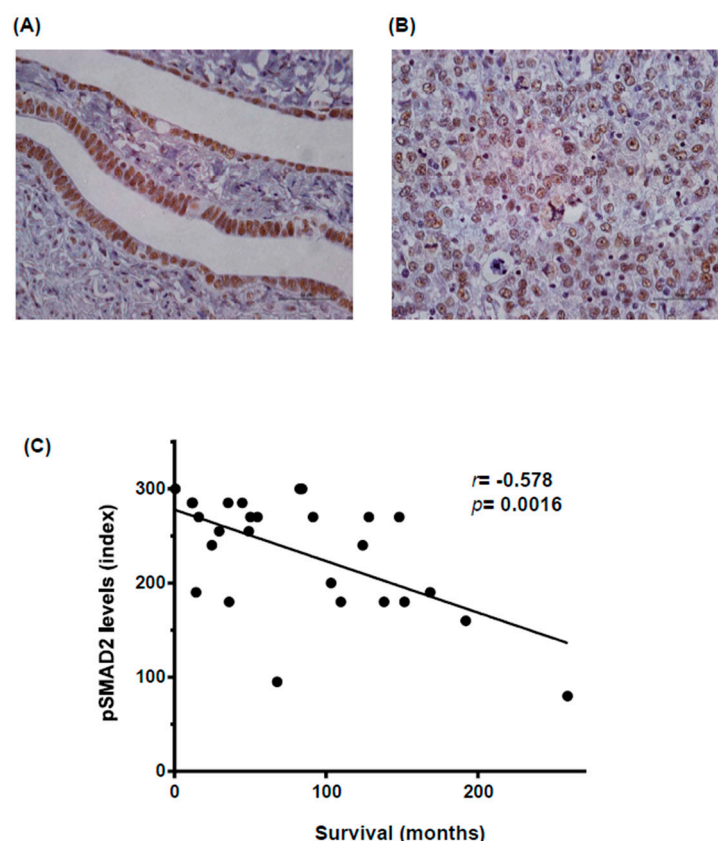 (A)
(B)
(C)
r= -0.578
p= 0.0016
pSMAD2 levels (index)
300
200
100
0
0
100
200
Survival (months)